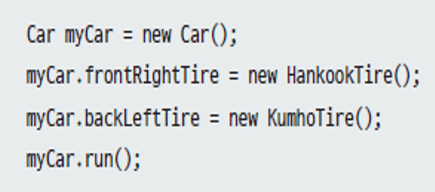 Car myCar = new Car();
myCar.frontRightTire = new HankookTire();
myCar.backLeftTire = new KumhoTire();
myCar.run();